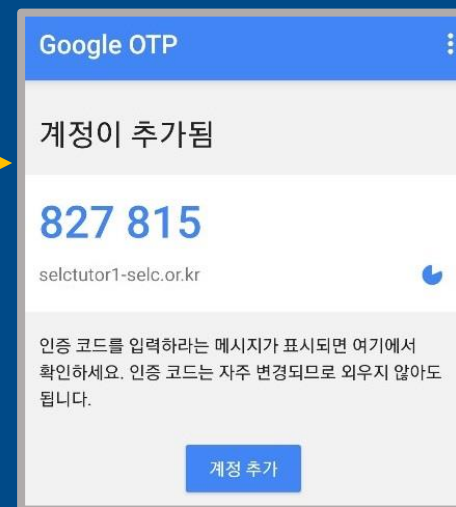 Google OTP
계정이 추가됨
827 815
selctutor1-selc.or.kr
인증 코드를 입력하라는 메시지가 표시되면 여기에서
확인하세요. 인증 코드는 자주 변경되므로 외우지 않아도
됩니다.
계정 추가